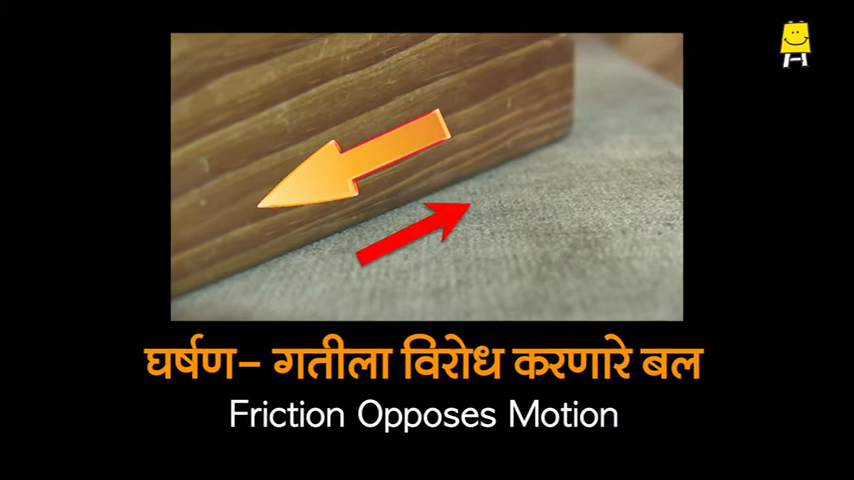 घर्षण- गतीला विरोध करणारे बल
Friction Opposes Motion